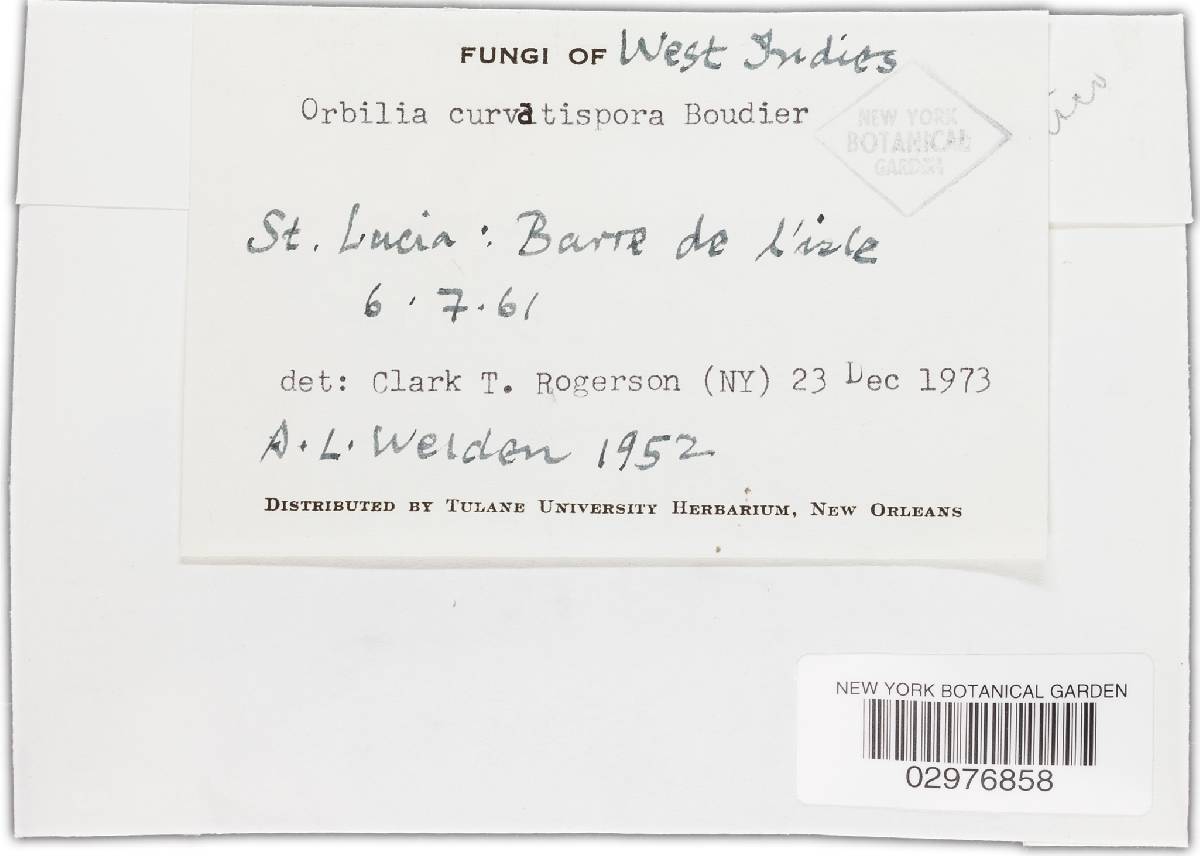 FUNGI OF West Indies
Orbilia curvatispora Boudier
NEW YORK
BOTANICAL
GARDEN
St. Lucia : Barre de l'isle
6 . 7 . 61
det: Clark T. Rogerson (NY) 23 Dec 1973
A. L. Welden 1952
DISTRIBUTED BY TULANE UNIVERSITY HERBARIUM, NEW ORLEANS
NEW YORK BOTANICAL GARDEN
02976858